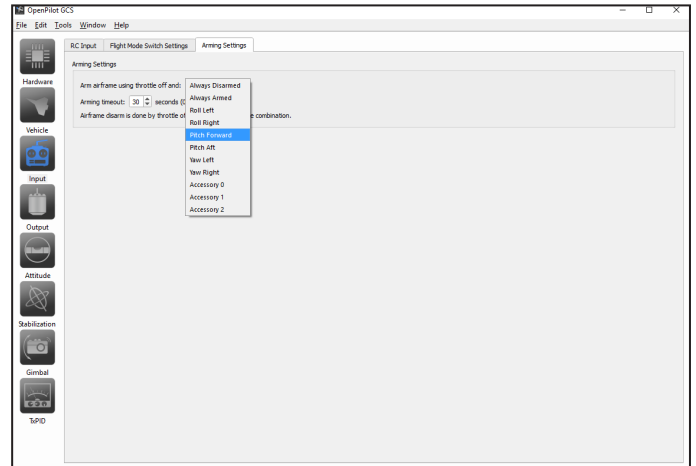 OpenPilot GCS
File Edit Tools Window Help
RC Input Flight Mode Switch Settings Arming Settings
Arming Settings
Arm airframe using throttle off and:
Arming timeout: 30 seconds (
Airframe disarm is done by throttle of e combination.
Always Disarmed
Always Armed
Roll Left
Roll Right
Pitch Forward
Pitch Aft
Yaw Left
Yaw Right
Accessory 0
Accessory 1
Accessory 2
Hardware
Vehicle
Input
Output
Attitude
Stabilization
Gimbal
TxPID